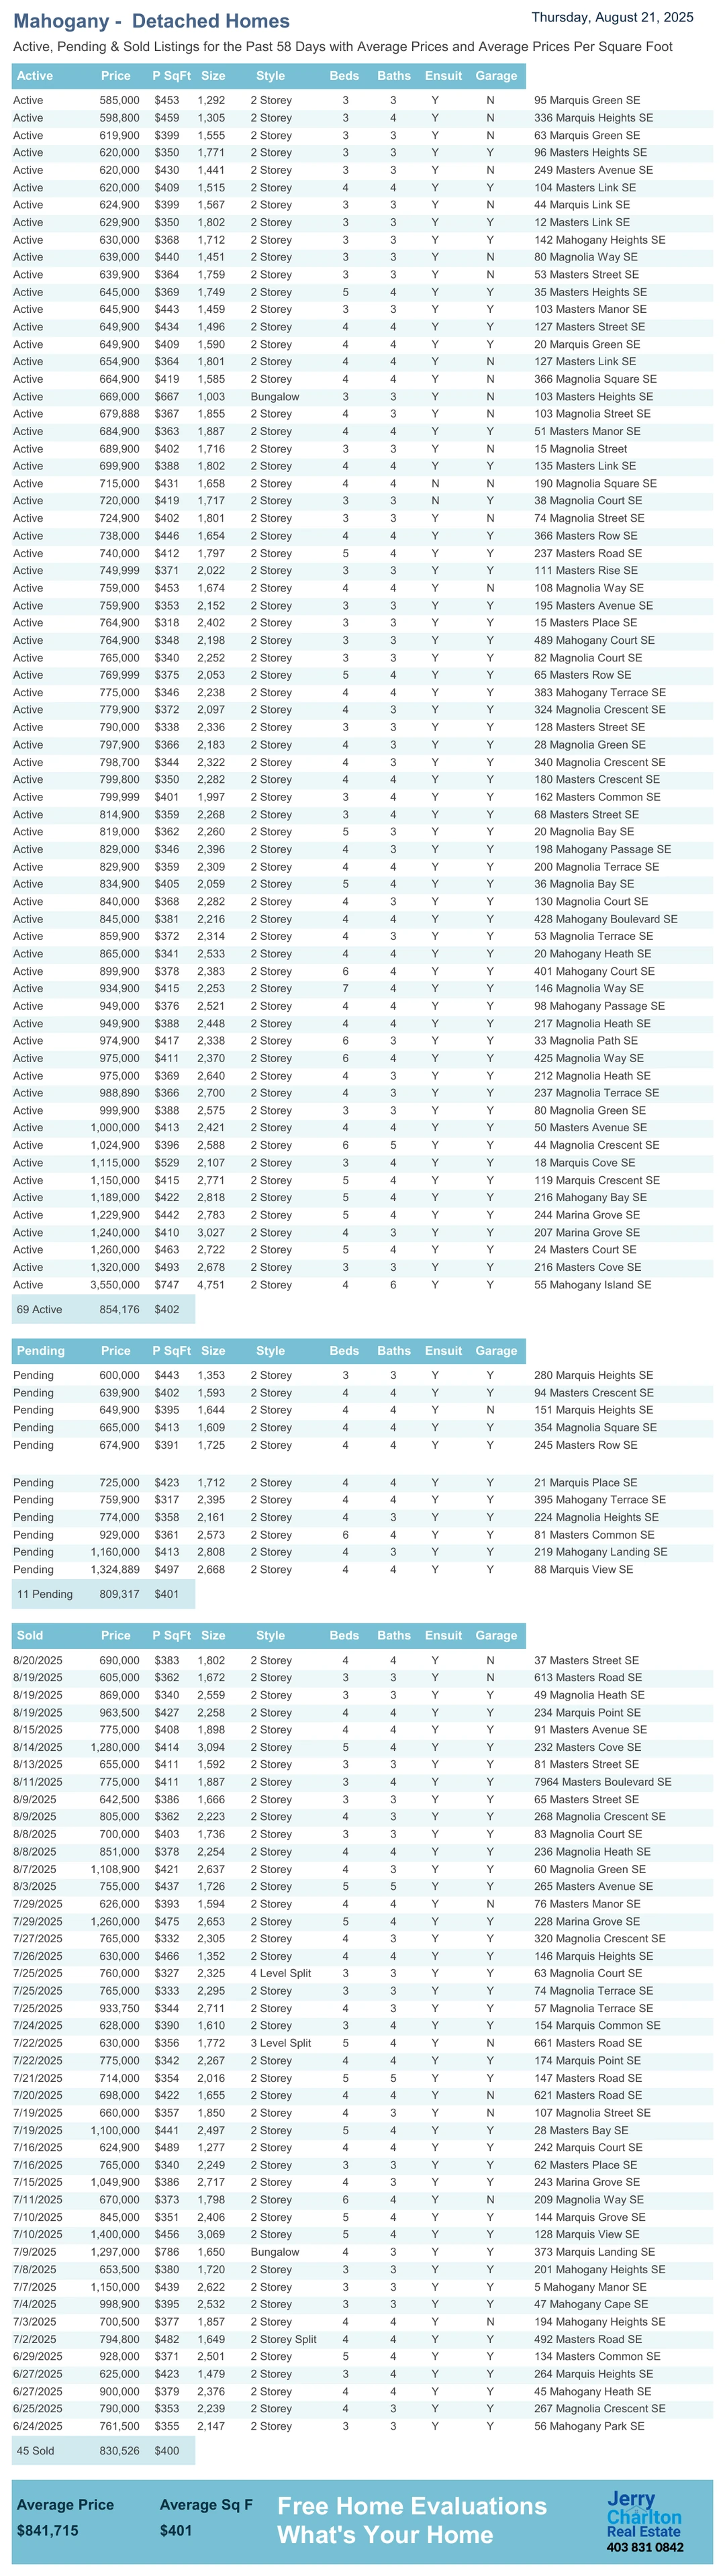 Mahogany - Detached Homes
Thursday, August 21, 2025
Active, Pending & Sold Listings for the Past 58 Days with Average Prices and Average Prices Per Square Foot
Active Price P SqFt Size Style Beds Baths Ensuit Garage
Active 585,000 $453 1,292 2 Storey 3 3 Y N 95 Marquis Green SE
Active 598,800 $459 1,305 2 Storey 3 4 Y N 336 Marquis Heights SE
Active 619,900 $399 1,555 2 Storey 3 3 Y N 63 Marquis Green SE
Active 620,000 $350 1,771 2 Storey 3 3 Y Y 96 Masters Heights SE
Active 620,000 $430 1,441 2 Storey 3 3 Y N 249 Masters Avenue SE
Active 620,000 $409 1,515 2 Storey 4 4 Y Y 104 Masters Link SE
Active 624,900 $399 1,567 2 Storey 3 3 Y N 44 Marquis Link SE
Active 629,900 $350 1,802 2 Storey 3 3 Y Y 12 Masters Link SE
Active 630,000 $368 1,712 2 Storey 3 3 Y Y 142 Mahogany Heights SE
Active 639,000 $440 1,451 2 Storey 3 3 Y N 80 Magnolia Way SE
Active 639,900 $364 1,759 2 Storey 3 3 Y N 53 Masters Street SE
Active 645,000 $369 1,749 2 Storey 5 4 Y Y 35 Masters Heights SE
Active 645,900 $443 1,459 2 Storey 3 3 Y Y 103 Masters Manor SE
Active 649,900 $434 1,496 2 Storey 4 4 Y Y 127 Masters Street SE
Active 649,900 $409 1,590 2 Storey 4 4 Y Y 20 Marquis Green SE
Active 654,900 $364 1,801 2 Storey 4 4 Y N 127 Masters Link SE
Active 664,900 $419 1,585 2 Storey 4 4 Y N 366 Magnolia Square SE
Active 669,000 $667 1,003 Bungalow 3 3 Y N 103 Masters Heights SE
Active 679,888 $367 1,855 2 Storey 4 3 Y N 103 Magnolia Street SE
Active 684,900 $363 1,887 2 Storey 4 4 Y Y 51 Masters Manor SE
Active 689,900 $402 1,716 2 Storey 3 3 Y N 15 Magnolia Street
Active 699,900 $388 1,802 2 Storey 4 4 Y Y 135 Masters Link SE
Active 715,000 $431 1,658 2 Storey 4 4 N N 190 Magnolia Square SE
Active 720,000 $419 1,717 2 Storey 3 3 N Y 38 Magnolia Court SE
Active 724,900 $402 1,801 2 Storey 3 3 Y N 74 Magnolia Street SE
Active 738,000 $446 1,654 2 Storey 4 4 Y Y 366 Masters Row SE
Active 740,000 $412 1,797 2 Storey 5 4 Y Y 237 Masters Road SE
Active 749,999 $371 2,022 2 Storey 3 3 Y Y 111 Masters Rise SE
Active 759,000 $453 1,674 2 Storey 4 4 Y N 108 Magnolia Way SE
Active 759,900 $353 2,152 2 Storey 3 3 Y Y 195 Masters Avenue SE
Active 764,900 $318 2,402 2 Storey 3 3 Y Y 15 Masters Place SE
Active 764,900 $348 2,198 2 Storey 3 3 Y Y 489 Mahogany Court SE
Active 765,000 $340 2,252 2 Storey 3 3 Y Y 82 Magnolia Court SE
Active 769,999 $375 2,053 2 Storey 5 4 Y Y 65 Masters Row SE
Active 775,000 $346 2,238 2 Storey 4 4 Y Y 383 Mahogany Terrace SE
Active 779,900 $372 2,097 2 Storey 4 3 Y Y 324 Magnolia Crescent SE
Active 790,000 $338 2,336 2 Storey 3 3 Y Y 128 Masters Street SE
Active 797,900 $366 2,183 2 Storey 4 3 Y Y 28 Magnolia Green SE
Active 798,700 $344 2,322 2 Storey 4 3 Y Y 340 Magnolia Crescent SE
Active 799,800 $350 2,282 2 Storey 4 4 Y Y 180 Masters Crescent SE
Active 799,999 $401 1,997 2 Storey 3 4 Y Y 162 Masters Common SE
Active 814,900 $359 2,268 2 Storey 3 4 Y Y 68 Masters Street SE
Active 819,000 $362 2,260 2 Storey 5 3 Y Y 20 Magnolia Bay SE
Active 829,000 $346 2,396 2 Storey 4 3 Y Y 198 Mahogany Passage SE
Active 829,900 $359 2,309 2 Storey 4 4 Y Y 200 Magnolia Terrace SE
Active 834,900 $405 2,059 2 Storey 5 4 Y Y 36 Magnolia Bay SE
Active 840,000 $368 2,282 2 Storey 4 3 Y Y 130 Magnolia Court SE
Active 845,000 $381 2,216 2 Storey 4 4 Y Y 428 Mahogany Boulevard SE
Active 859,900 $372 2,314 2 Storey 4 3 Y Y 53 Magnolia Terrace SE
Active 865,000 $341 2,533 2 Storey 4 4 Y Y 20 Mahogany Heath SE
Active 899,900 $378 2,383 2 Storey 6 4 Y Y 401 Mahogany Court SE
Active 934,900 $415 2,253 2 Storey 7 4 Y Y 146 Magnolia Way SE
Active 949,000 $376 2,521 2 Storey 4 4 Y Y 98 Mahogany Passage SE
Active 949,900 $388 2,448 2 Storey 4 4 Y Y 217 Magnolia Heath SE
Active 974,900 $417 2,338 2 Storey 6 3 Y Y 33 Magnolia Path SE
Active 975,000 $411 2,370 2 Storey 6 4 Y Y 425 Magnolia Way SE
Active 975,000 $369 2,640 2 Storey 4 3 Y Y 212 Magnolia Heath SE
Active 988,890 $366 2,700 2 Storey 4 3 Y Y 237 Magnolia Terrace SE
Active 999,900 $388 2,575 2 Storey 3 3 Y Y 80 Magnolia Green SE
Active 1,000,000 $413 2,421 2 Storey 4 4 Y Y 50 Masters Avenue SE
Active 1,024,900 $396 2,588 2 Storey 6 5 Y Y 44 Magnolia Crescent SE
Active 1,115,000 $529 2,107 2 Storey 3 4 Y Y 18 Marquis Cove SE
Active 1,150,000 $415 2,771 2 Storey 5 4 Y Y 119 Marquis Crescent SE
Active 1,189,000 $422 2,818 2 Storey 5 4 Y Y 216 Mahogany Bay SE
Active 1,229,900 $442 2,783 2 Storey 5 4 Y Y 244 Marina Grove SE
Active 1,240,000 $410 3,027 2 Storey 4 3 Y Y 207 Marina Grove SE
Active 1,260,000 $463 2,722 2 Storey 5 4 Y Y 24 Masters Court SE
Active 1,320,000 $493 2,678 2 Storey 3 3 Y Y 216 Masters Cove SE
Active 3,550,000 $747 4,751 2 Storey 4 6 Y Y 55 Mahogany Island SE
69 Active 854,176 $402
Pending Price P SqFt Size Style Beds Baths Ensuit Garage
Pending 600,000 $443 1,353 2 Storey 3 3 Y Y 280 Marquis Heights SE
Pending 639,900 $402 1,593 2 Storey 4 4 Y Y 94 Masters Crescent SE
Pending 649,900 $395 1,644 2 Storey 4 4 Y N 151 Marquis Heights SE
Pending 665,000 $413 1,609 2 Storey 4 4 Y Y 354 Magnolia Square SE
Pending 674,900 $391 1,725 2 Storey 4 4 Y Y 245 Masters Row SE
Pending 725,000 $423 1,712 2 Storey 4 4 Y Y 21 Marquis Place SE
Pending 759,900 $317 2,395 2 Storey 4 4 Y Y 395 Mahogany Terrace SE
Pending 774,000 $358 2,161 2 Storey 4 3 Y Y 224 Magnolia Heights SE
Pending 929,000 $361 2,573 2 Storey 6 4 Y Y 81 Masters Common SE
Pending 1,160,000 $413 2,808 2 Storey 4 3 Y Y 219 Mahogany Landing SE
Pending 1,324,889 $497 2,668 2 Storey 4 4 Y Y 88 Marquis View SE
11 Pending 809,317 $401
Sold Price P SqFt Size Style Beds Baths Ensuit Garage
8/20/2025 690,000 $383 1,802 2 Storey 4 4 Y N 37 Masters Street SE
8/19/2025 605,000 $362 1,672 2 Storey 3 3 Y N 613 Masters Road SE
8/19/2025 869,000 $340 2,559 2 Storey 3 3 Y Y 49 Magnolia Heath SE
8/19/2025 963,500 $427 2,258 2 Storey 4 4 Y Y 234 Marquis Point SE
8/15/2025 775,000 $408 1,898 2 Storey 4 4 Y Y 91 Masters Avenue SE
8/14/2025 1,280,000 $414 3,094 2 Storey 5 4 Y Y 232 Masters Cove SE
8/13/2025 655,000 $411 1,592 2 Storey 3 3 Y Y 81 Masters Street SE
8/11/2025 775,000 $411 1,887 2 Storey 3 4 Y Y 7964 Masters Boulevard SE
8/9/2025 642,500 $386 1,666 2 Storey 3 3 Y Y 65 Masters Street SE
8/9/2025 805,000 $362 2,223 2 Storey 4 3 Y Y 268 Magnolia Crescent SE
8/8/2025 700,000 $403 1,736 2 Storey 3 3 Y Y 83 Magnolia Court SE
8/8/2025 851,000 $378 2,254 2 Storey 4 4 Y Y 236 Magnolia Heath SE
8/7/2025 1,108,900 $421 2,637 2 Storey 4 3 Y Y 60 Magnolia Green SE
8/3/2025 755,000 $437 1,726 2 Storey 5 5 Y Y 265 Masters Avenue SE
7/29/2025 626,000 $393 1,594 2 Storey 4 4 Y N 76 Masters Manor SE
7/29/2025 1,260,000 $475 2,653 2 Storey 5 4 Y Y 228 Marina Grove SE
7/27/2025 765,000 $332 2,305 2 Storey 4 3 Y Y 320 Magnolia Crescent SE
7/26/2025 630,000 $466 1,352 2 Storey 4 4 Y Y 146 Marquis Heights SE
7/25/2025 760,000 $327 2,325 4 Level Split 3 3 Y Y 63 Magnolia Court SE
7/25/2025 765,000 $333 2,295 2 Storey 3 3 Y Y 74 Magnolia Terrace SE
7/25/2025 933,750 $344 2,711 2 Storey 4 3 Y Y 57 Magnolia Terrace SE
7/24/2025 628,000 $390 1,610 2 Storey 3 4 Y Y 154 Marquis Common SE
7/22/2025 630,000 $356 1,772 3 Level Split 5 4 Y N 661 Masters Road SE
7/22/2025 775,000 $342 2,267 2 Storey 4 4 Y Y 174 Marquis Point SE
7/21/2025 714,000 $354 2,016 2 Storey 5 5 Y Y 147 Masters Road SE
7/20/2025 698,000 $422 1,655 2 Storey 4 4 Y N 621 Masters Road SE
7/19/2025 660,000 $357 1,850 2 Storey 4 3 Y N 107 Magnolia Street SE
7/19/2025 1,100,000 $441 2,497 2 Storey 5 4 Y Y 28 Masters Bay SE
7/16/2025 624,900 $489 1,277 2 Storey 4 4 Y Y 242 Marquis Court SE
7/16/2025 765,000 $340 2,249 2 Storey 3 3 Y Y 62 Masters Place SE
7/15/2025 1,049,900 $386 2,717 2 Storey 4 3 Y Y 243 Marina Grove SE
7/11/2025 670,000 $373 1,798 2 Storey 6 4 Y N 209 Magnolia Way SE
7/10/2025 845,000 $351 2,406 2 Storey 5 4 Y Y 144 Marquis Grove SE
7/10/2025 1,400,000 $456 3,069 2 Storey 5 4 Y Y 128 Marquis View SE
7/9/2025 1,297,000 $786 1,650 Bungalow 4 3 Y Y 373 Marquis Landing SE
7/8/2025 653,500 $380 1,720 2 Storey 3 3 Y Y 201 Mahogany Heights SE
7/7/2025 1,150,000 $439 2,622 2 Storey 3 3 Y Y 5 Mahogany Manor SE
7/4/2025 998,900 $395 2,532 2 Storey 3 3 Y Y 47 Mahogany Cape SE
7/3/2025 700,500 $377 1,857 2 Storey 4 4 Y N 194 Mahogany Heights SE
7/2/2025 794,800 $482 1,649 2 Storey Split 4 4 Y Y 492 Masters Road SE
6/29/2025 928,000 $371 2,501 2 Storey 5 4 Y Y 134 Masters Common SE
6/27/2025 625,000 $423 1,479 2 Storey 3 4 Y Y 264 Marquis Heights SE
6/27/2025 900,000 $379 2,376 2 Storey 4 4 Y Y 45 Mahogany Heath SE
6/25/2025 790,000 $353 2,239 2 Storey 4 3 Y Y 267 Magnolia Crescent SE
6/24/2025 761,500 $355 2,147 2 Storey 3 3 Y Y 56 Mahogany Park SE
45 Sold 830,526 $400
Average Price Average Sq F
$841,715 $401
Free Home Evaluations
What's Your Home
Jerry
Charlton
Real Estate
403 831 0842